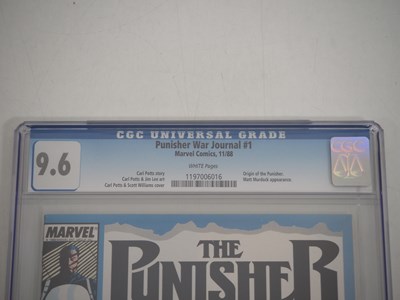 CGC UNIVERSAL GRADE
9.6
Punisher War Journal #1
Marvel Comics, 11/88
WHITE Pages
Carl Potts story
Carl Potts & Jim Lee art
Carl Potts & Scott Williams cover
Origin of the Punisher.
Matt Murdock appearance.
1197006016
CGC
MARVEL
THE
PUNISHER